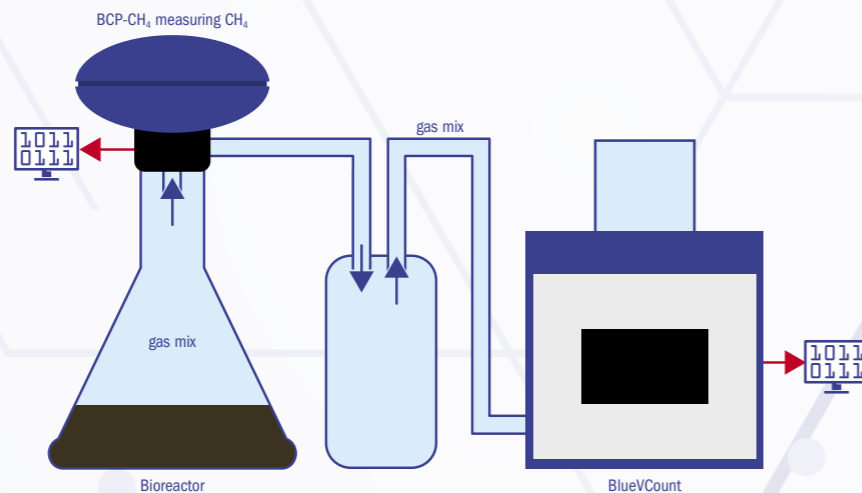 BCP-CH₄ measuring CH₄
gas mix
1011
0111
gas mix
1011
0111
Bioreactor
BlueVCount